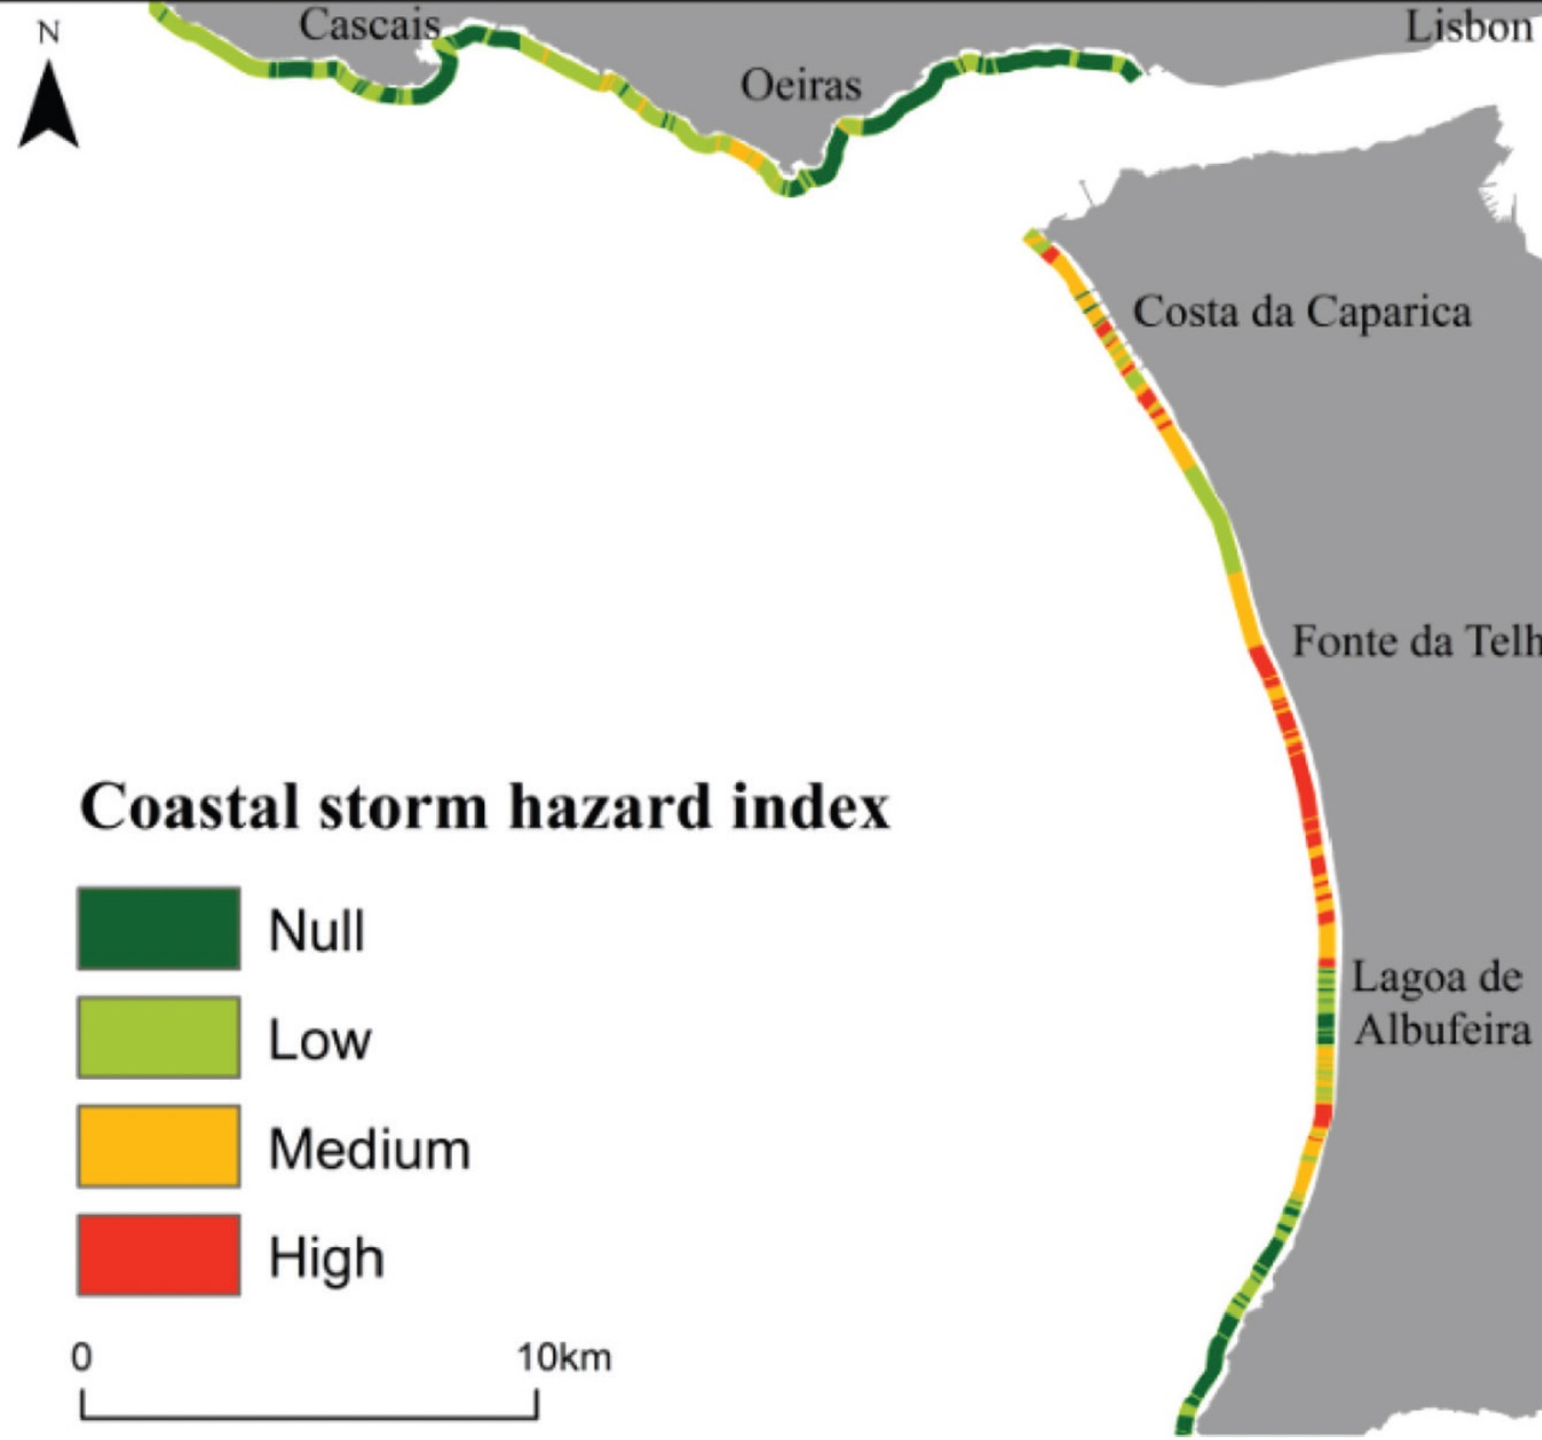 N
Cascais
Lisbon
Oeiras
Costa da Caparica
Fonte da Telh
Coastal storm hazard index
Null
Lagoa de
Albufeira
Low
Medium
High
0 10km